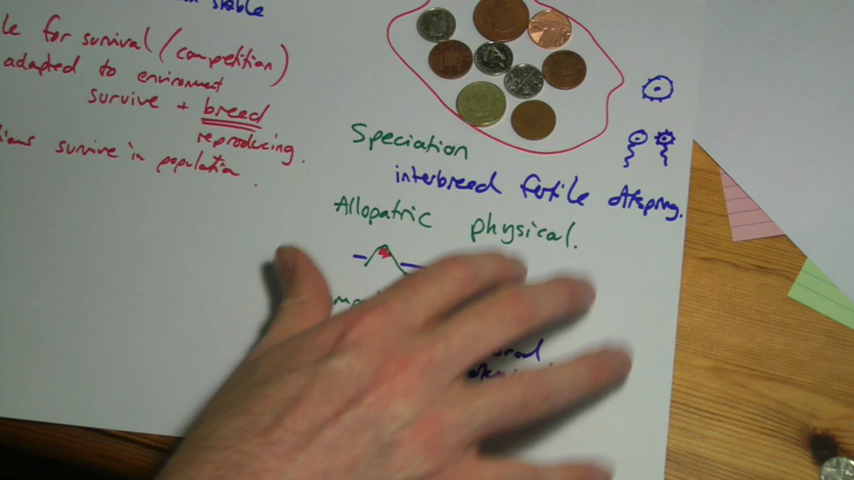 stable
for survival (competition)
adapted to environment
survive + breed
reproducing.
survive in population.
Speciation
interbreed fertile offspring.
Allopatric physical.